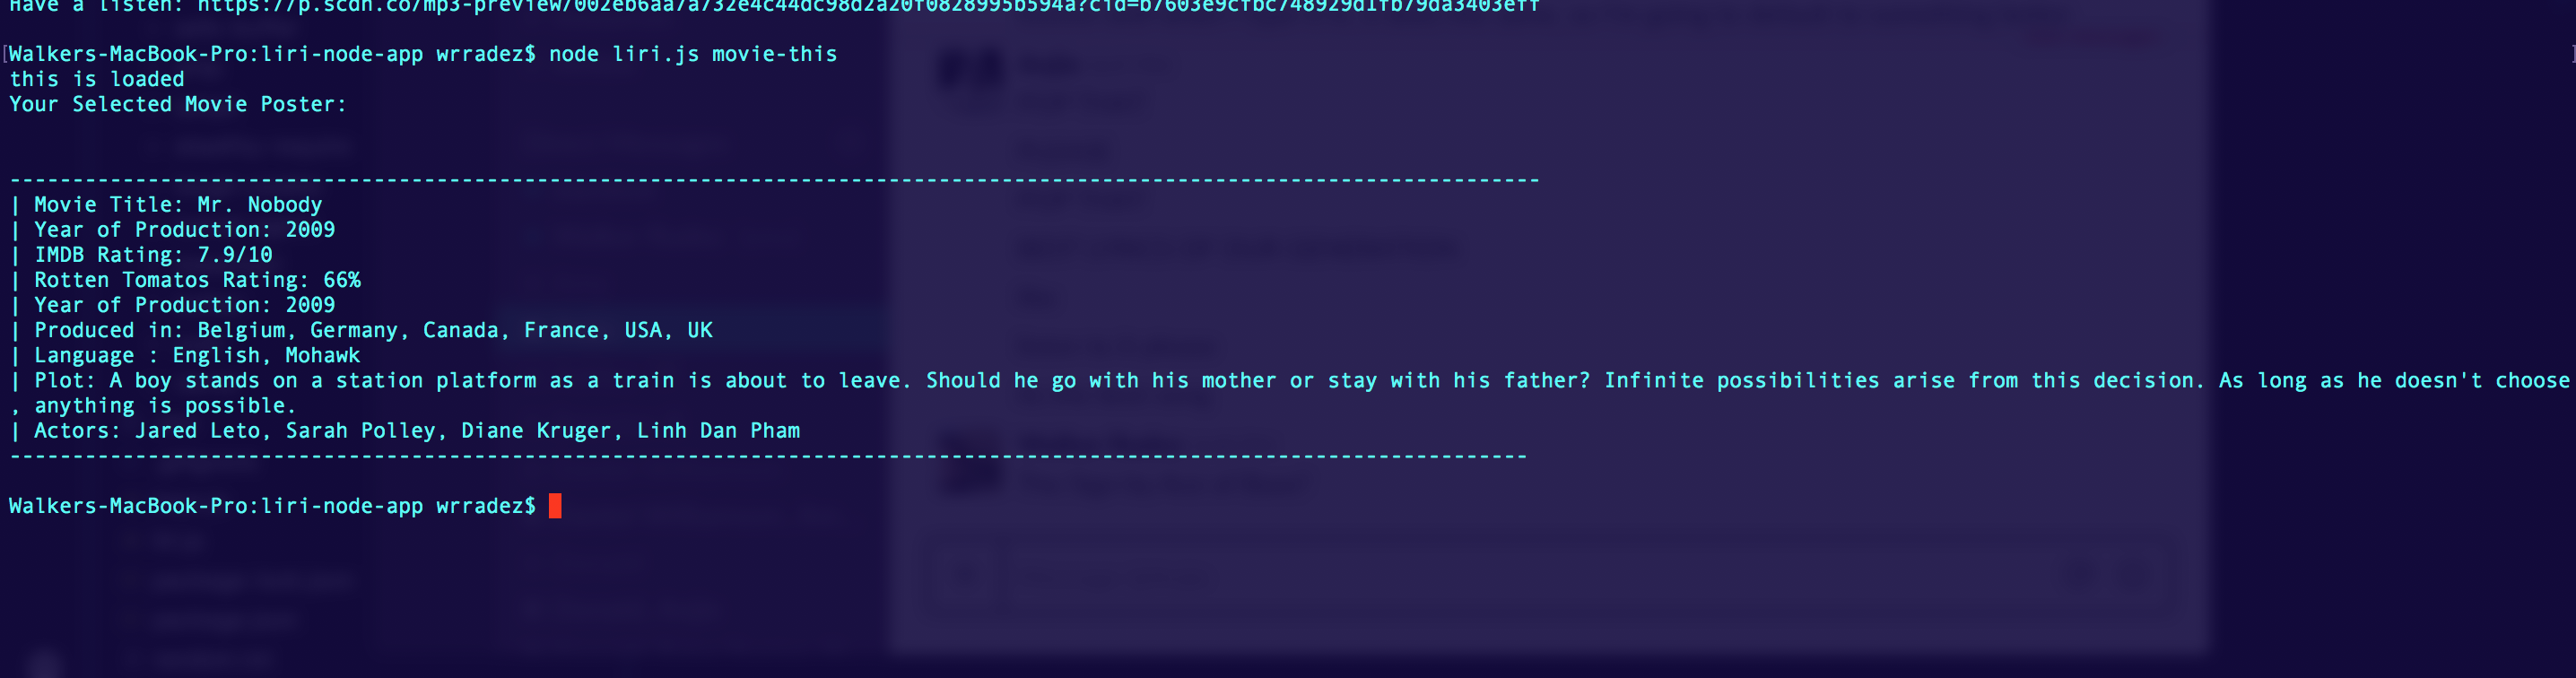 Have a listen: https://p.scdn.co/mp3-preview/002eb6aa7a732e4c44dc98d2a20f0828995b594a?cid=b7603e9cfbc748929d1fb79da3403eff
[Walkers-MacBook-Pro:liri-node-app wrradez$ node liri.js movie-this ]
this is loaded
Your Selected Movie Poster:
--------------------------------------------------------------------------------------------------------------------------
| Movie Title: Mr. Nobody
| Year of Production: 2009
| IMDB Rating: 7.9/10
| Rotten Tomatos Rating: 66%
| Year of Production: 2009
| Produced in: Belgium, Germany, Canada, France, USA, UK
| Language : English, Mohawk
| Plot: A boy stands on a station platform as a train is about to leave. Should he go with his mother or stay with his father? Infinite possibilities arise from this decision. As long as he doesn't choose
, anything is possible.
| Actors: Jared Leto, Sarah Polley, Diane Kruger, Linh Dan Pham
-------------------------------------------------------------------------------------------------------------------------
Walkers-MacBook-Pro:liri-node-app wrradez$